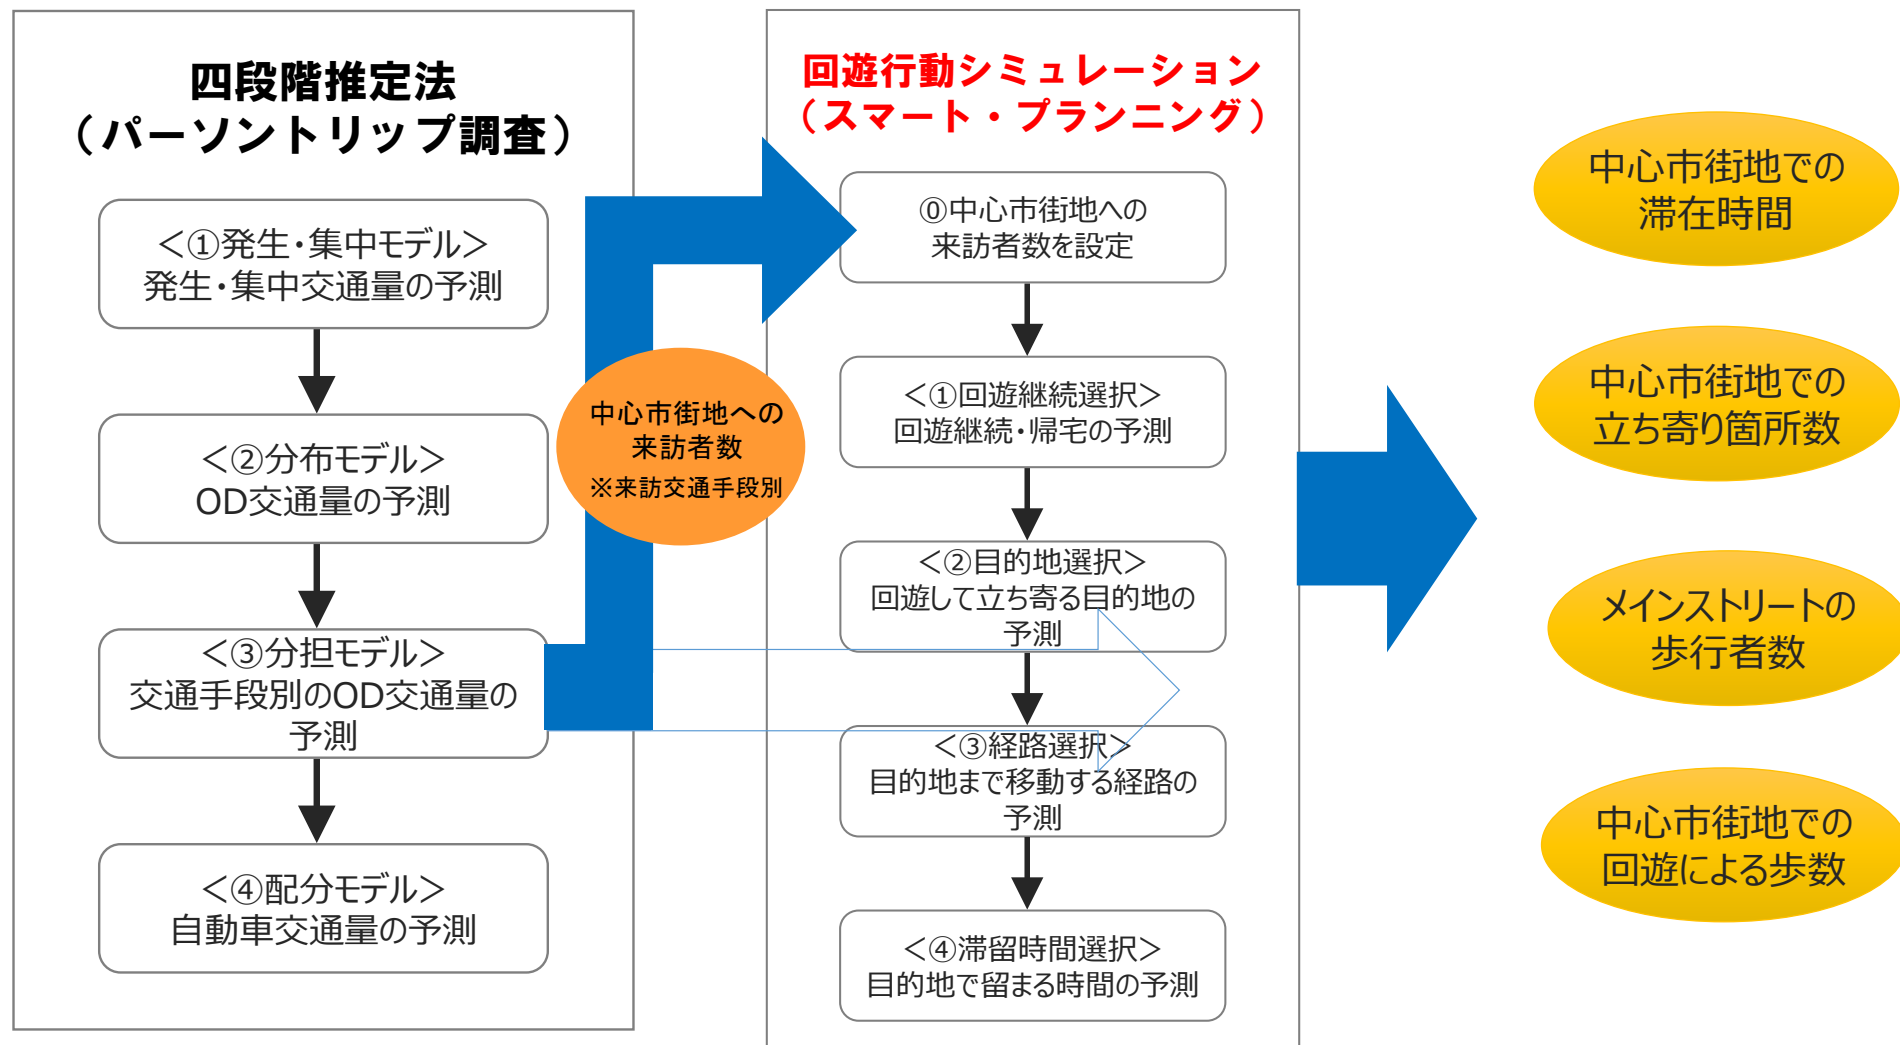 四段階推定法
（パーソントリップ調査）
＜①発生・集中モデル＞
発生・集中交通量の予測
＜②分布モデル＞
OD交通量の予測
＜③分担モデル＞
交通手段別のOD交通量の
予測
＜④配分モデル＞
自動車交通量の予測
中心市街地への
来訪者数
※来訪交通手段別
回遊行動シミュレーション
（スマート・プランニング）
⓪中心市街地への
来訪者数を設定
＜①回遊継続選択＞
回遊継続・帰宅の予測
＜②目的地選択＞
回遊して立ち寄る目的地の
予測
＜③経路選択＞
目的地まで移動する経路の
予測
＜④滞留時間選択＞
目的地で留まる時間の予測
中心市街地での
滞在時間
中心市街地での
立ち寄り箇所数
メインストリートの
歩行者数
中心市街地での
回遊による歩数